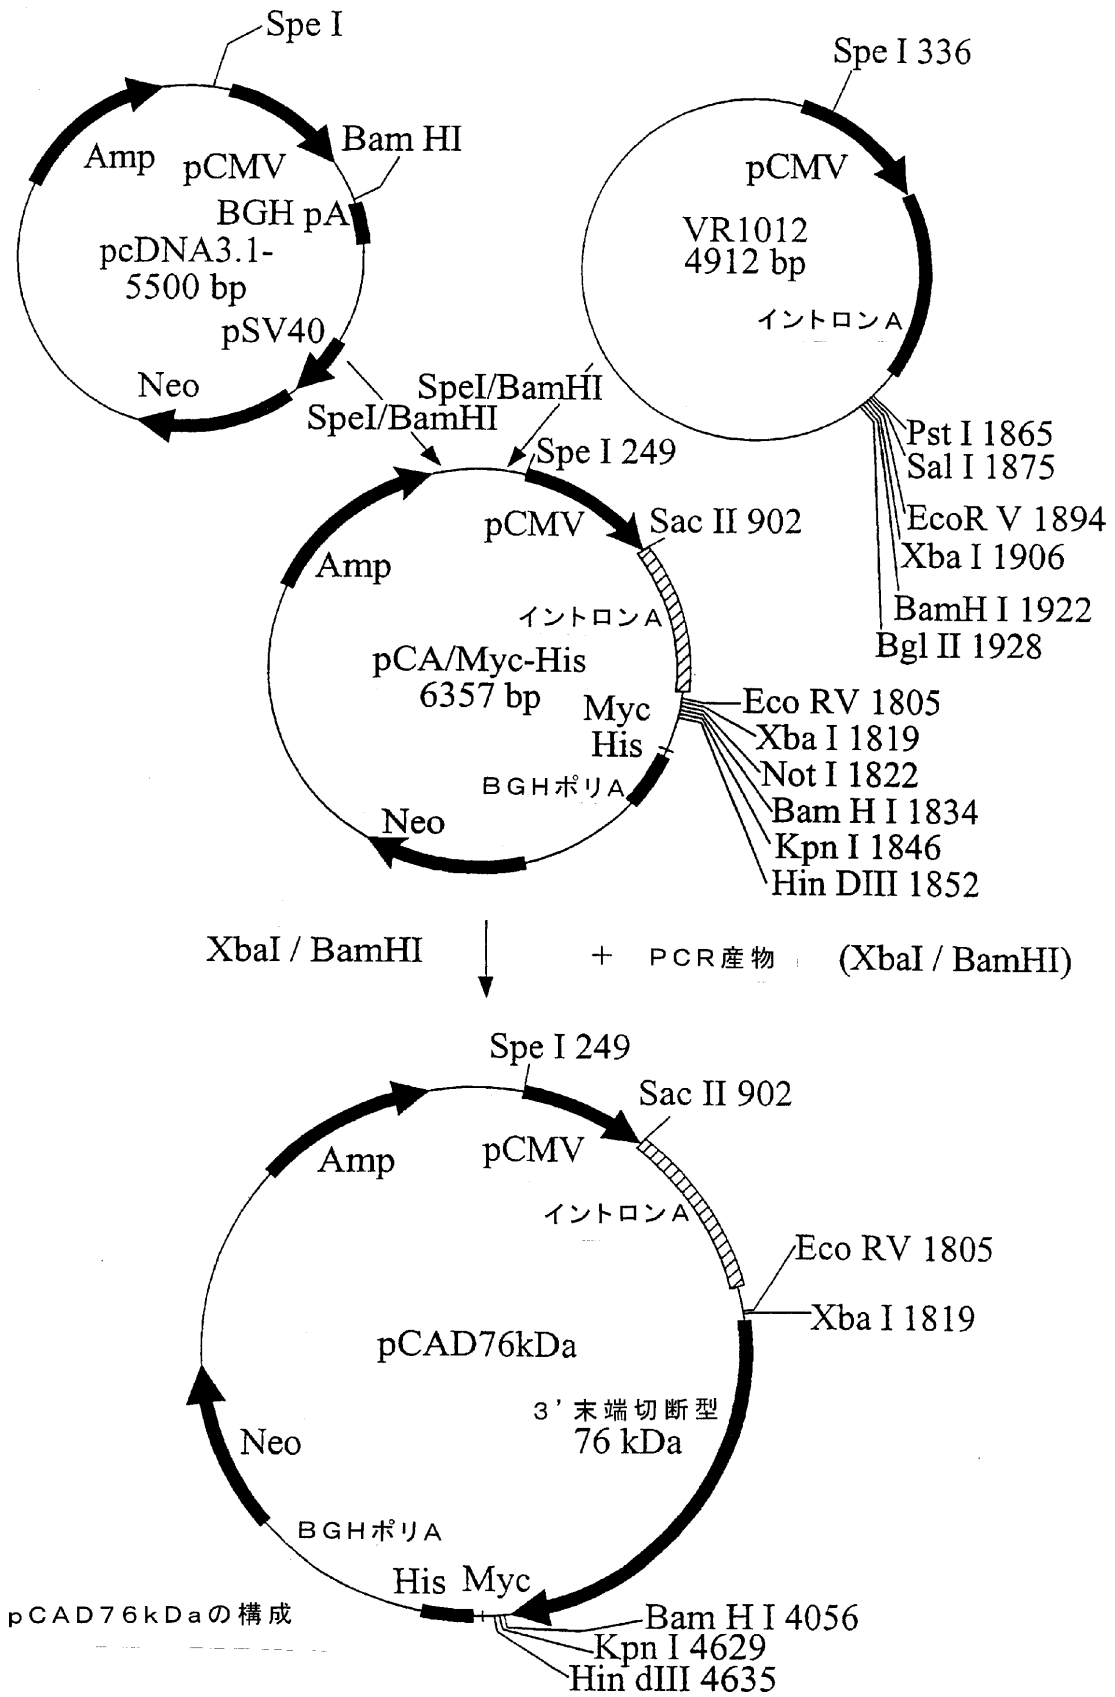 Spe I
Amp
pCMV
Bam HI
BGH pA
pcDNA3.1-
5500 bp
pSV40
Neo
Spe I 336
pCMV
VR1012
4912 bp
イントロンA
Pst I 1865
Sal I 1875
EcoR V 1894
Xba I 1906
BamH I 1922
Bgl II 1928
SpeI/BamHI
SpeI/BamHI
Spe I 249
pCMV
Sac II 902
Amp
イントロンA
pCA/Myc-His
6357 bp
Myc
His
BGHポリA
Neo
Eco RV 1805
Xba I 1819
Not I 1822
Bam H I 1834
Kpn I 1846
Hin DIII 1852
XbaI / BamHI
+ PCR産物 (XbaI / BamHI)
Spe I 249
Sac II 902
pCMV
Amp
イントロンA
Eco RV 1805
Xba I 1819
pCAD76kDa
3'末端切断型
76 kDa
Neo
BGHポリA
His Myc
Bam H I 4056
Kpn I 4629
Hin dIII 4635
pCAD76kDaの構成